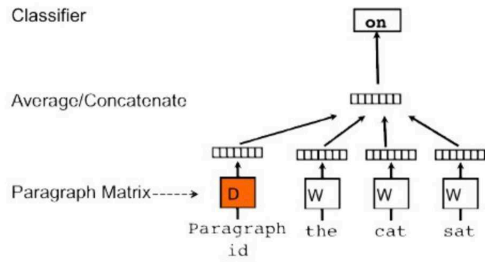 Classifier
on
Average/Concatenate
Paragraph Matrix
D W W W
Paragraph the cat sat
id